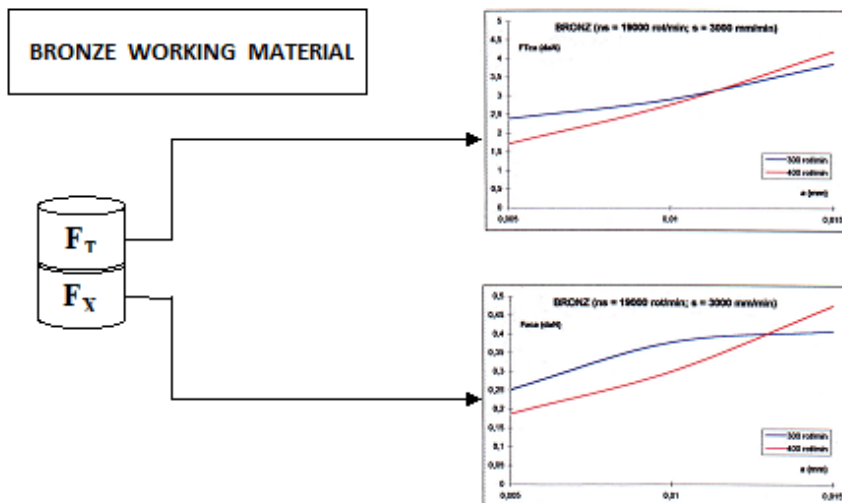 BRONZE WORKING MATERIAL
F_T
F_X
BRONZ (ns = 19000 rot/min; s = 3000 mm/min)
5
4,5
4
3,5
3
2,5
2
1,5
1
0,5
0
(daN)
300 rot/min
400 rot/min
a (mm)
0,005 0,01 0,015
BRONZ (ns = 19000 rot/min; s = 3000 mm/min)
0,5
0,45
0,4
0,35
0,3
0,25
0,2
0,15
0,1
0,05
0
(daN)
300 rot/min
400 rot/min
a (mm)
0,005 0,01 0,015